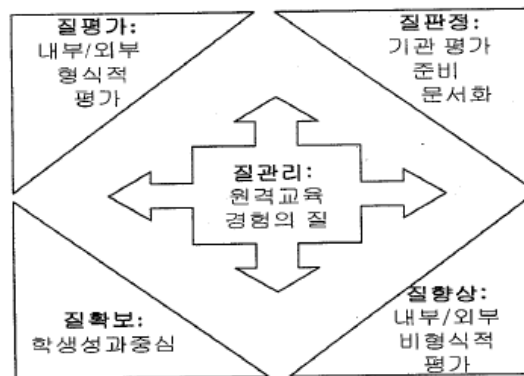 질평가:
내부/외부
형식적
평가
질판정:
기관 평가
준비
문서화
질관리:
원격교육
경험의 질
질확보:
학생성과중심
질향상:
내부/외부
비형식적
평가